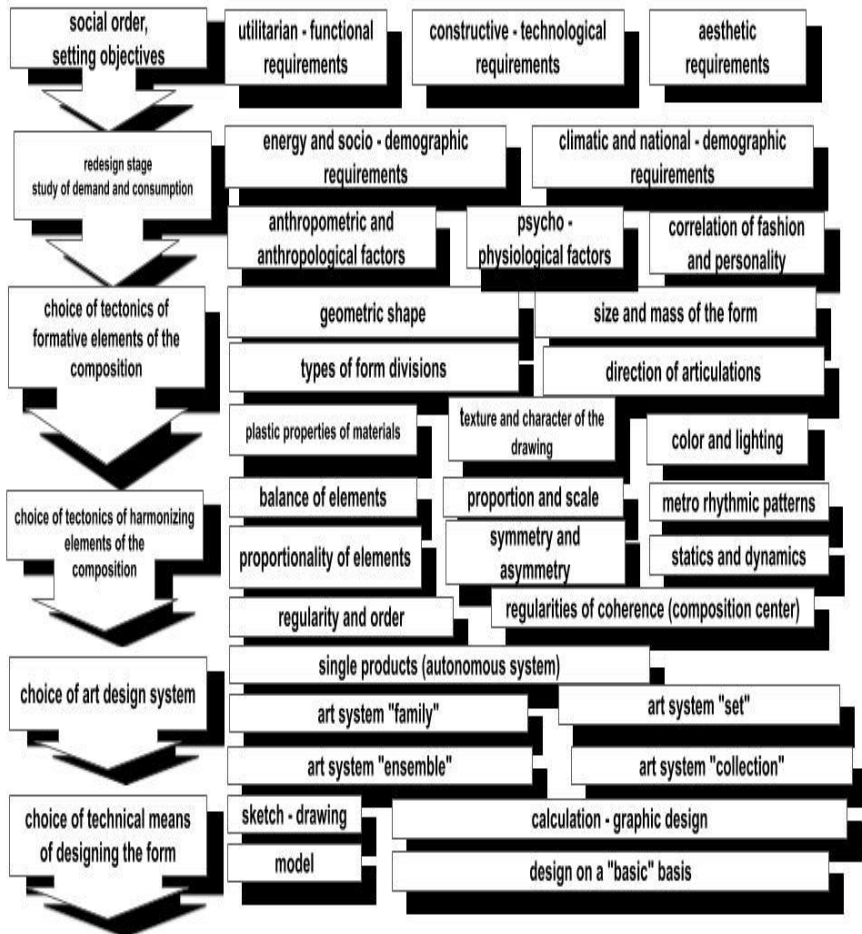 social order,
setting objectives
utilitarian - functional
requirements
constructive - technological
requirements
aesthetic
requirements
redesign stage
study of demand and consumption
energy and socio - demographic
requirements
climatic and national - demographic
requirements
anthropometric and
anthropological factors
psycho -
physiological factors
correlation of fashion
and personality
choice of tectonics of
formative elements of the
composition
geometric shape
size and mass of the form
types of form divisions
direction of articulations
plastic properties of materials
texture and character of the
drawing
color and lighting
choice of tectonics of harmonizing
elements of the
composition
balance of elements
proportion and scale
metro rhythmic patterns
proportionality of elements
symmetry and
asymmetry
statics and dynamics
regularity and order
regularities of coherence (composition center)
choice of art design system
single products (autonomous system)
art system "family"
art system "set"
art system "ensemble"
art system "collection"
choice of technical means
of designing the form
sketch - drawing
calculation - graphic design
model
design on a "basic" basis